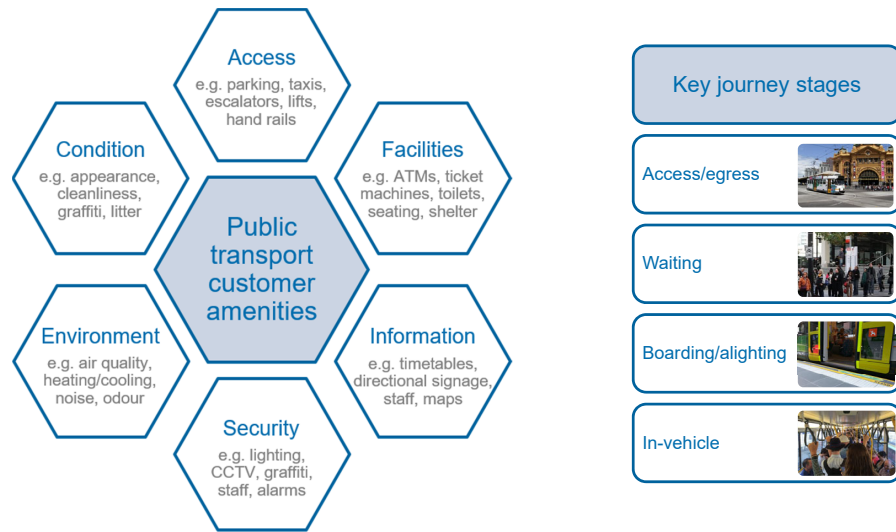 Access
e.g. parking, taxis,
escalators, lifts,
hand rails
Condition
e.g. appearance,
cleanliness,
graffiti, litter
Facilities
e.g. ATMs, ticket
machines, toilets,
seating, shelter
Public
transport
customer
amenities
Environment
e.g. air quality,
heating/cooling,
noise, odour
Information
e.g. timetables,
directional signage,
staff, maps
Security
e.g. lighting,
CCTV, graffiti,
staff, alarms
Key journey stages
Access/egress
Waiting
Boarding/alighting
In-vehicle